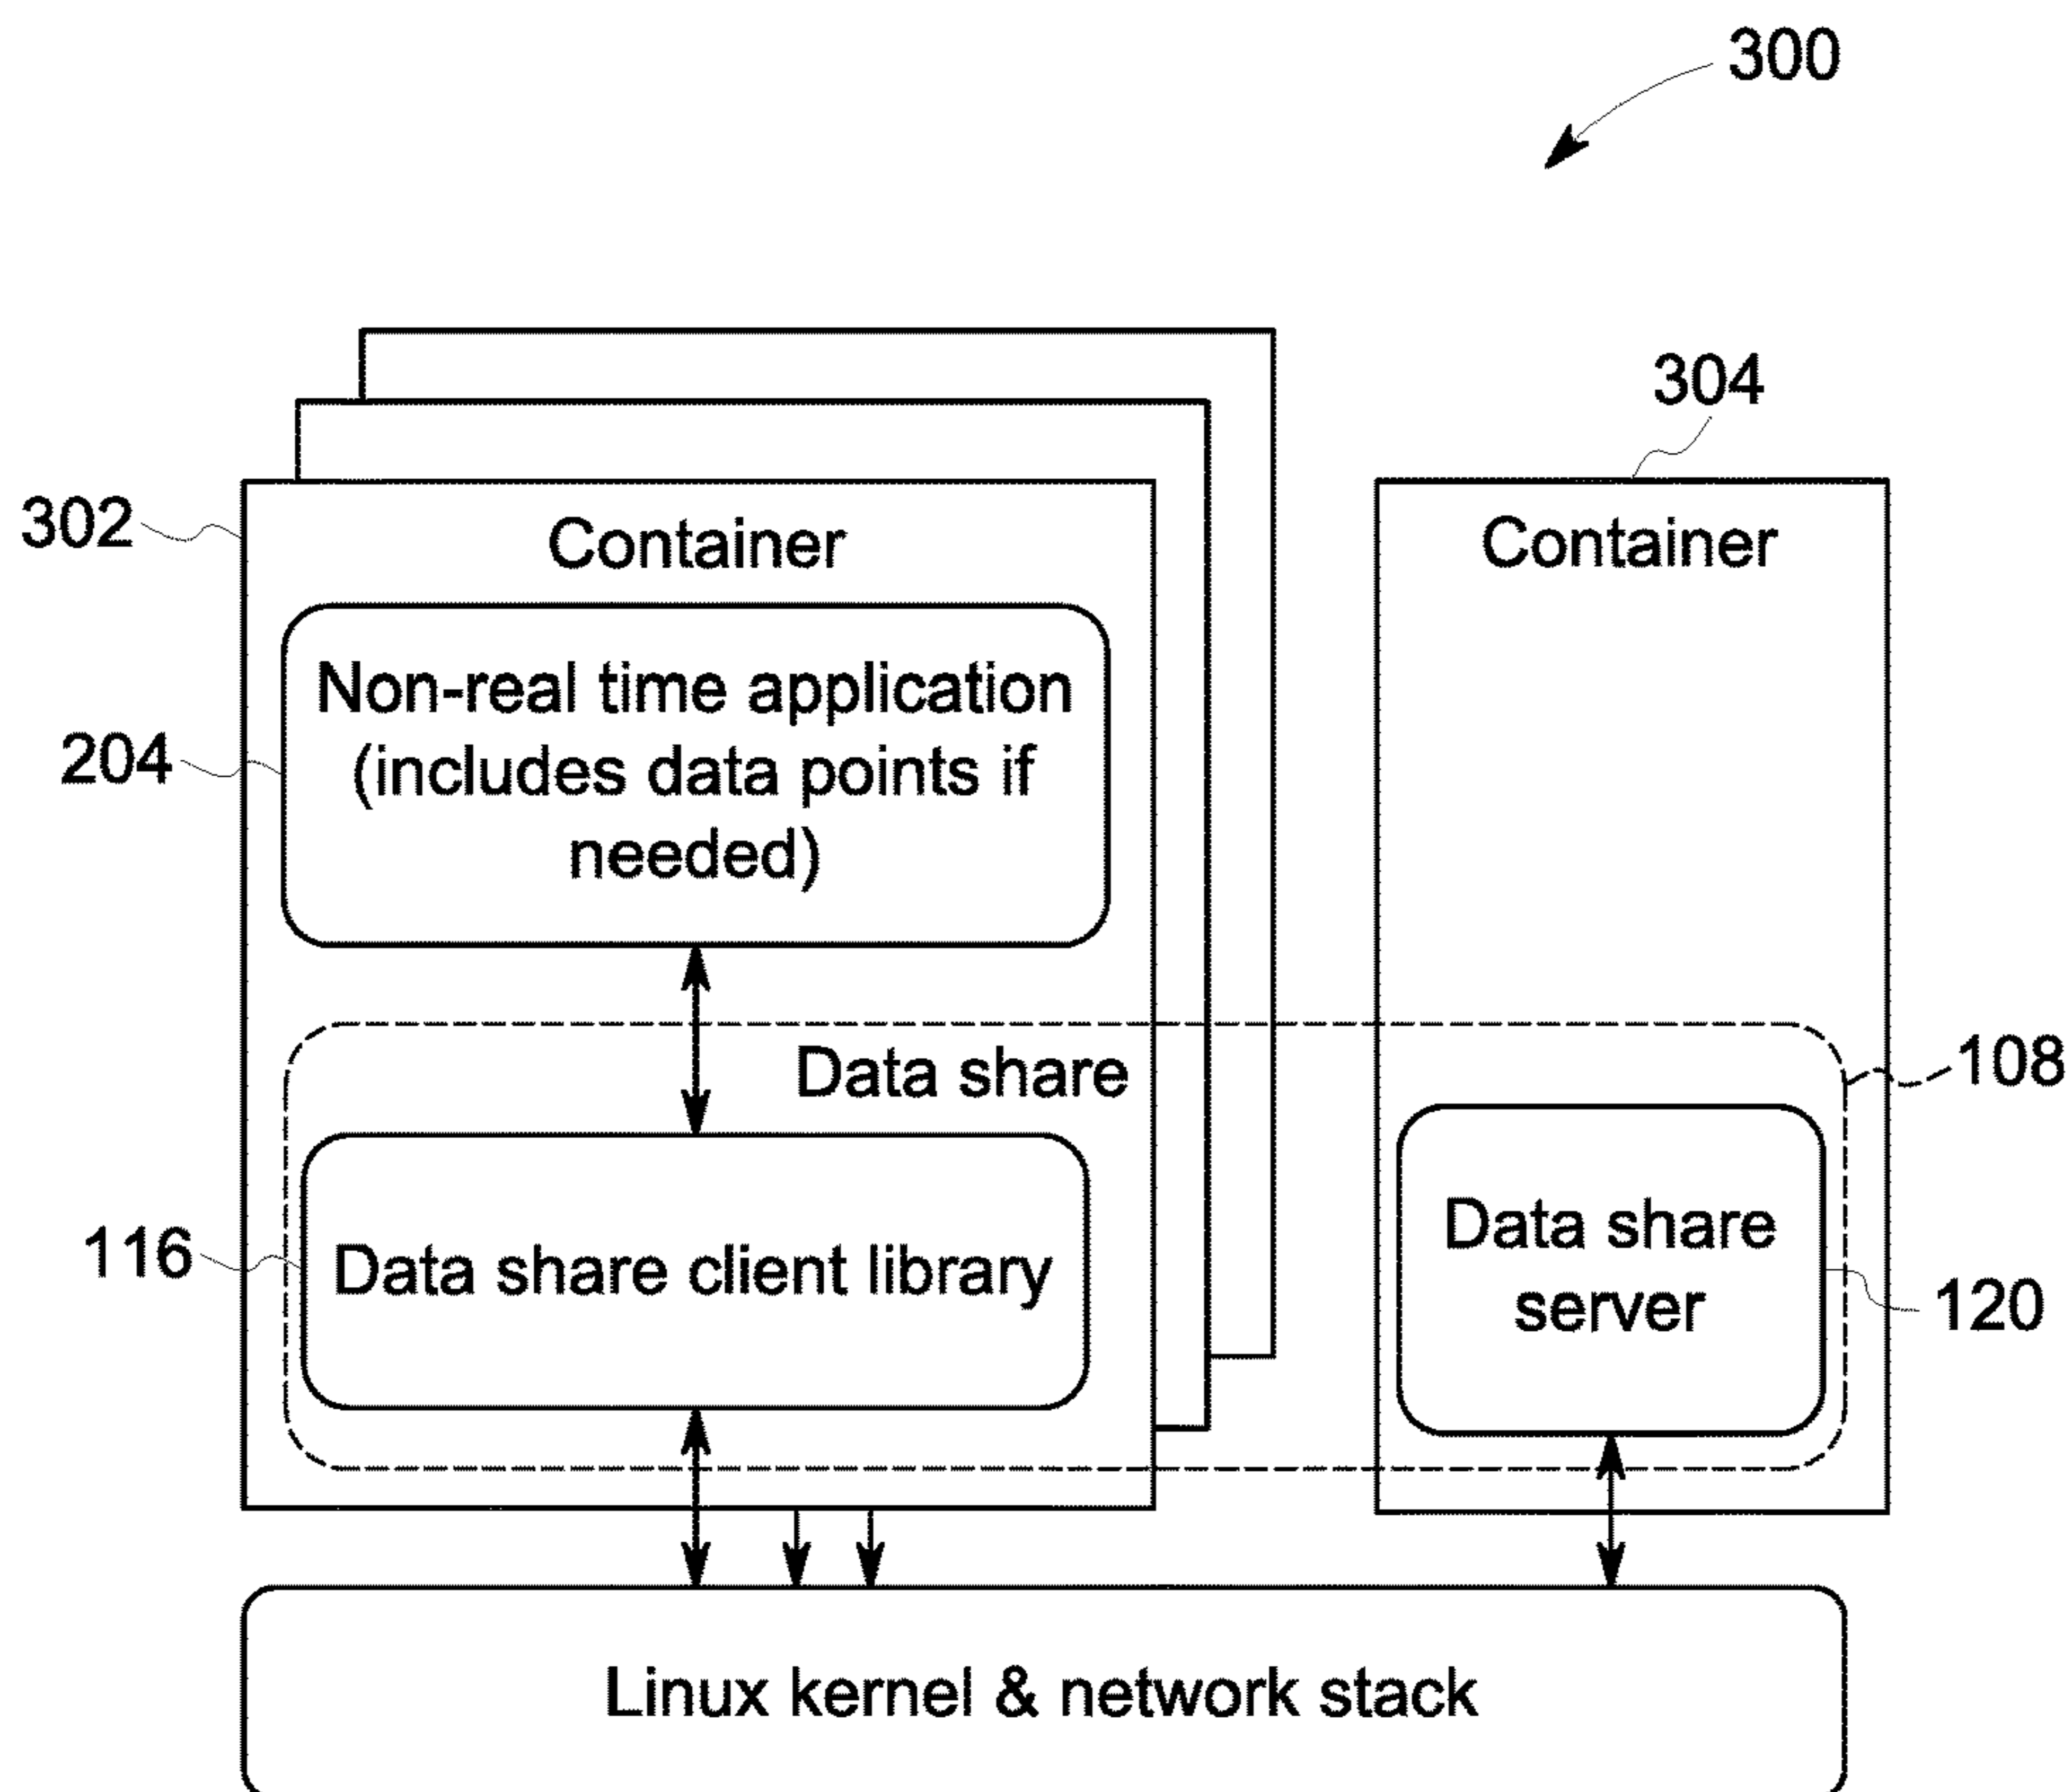 300
304
302
Container
Container
Non-real time application
(includes data points if
needed)
204
Data share
108
Data share client library
116
Data share
server
120
Linux kernel & network stack